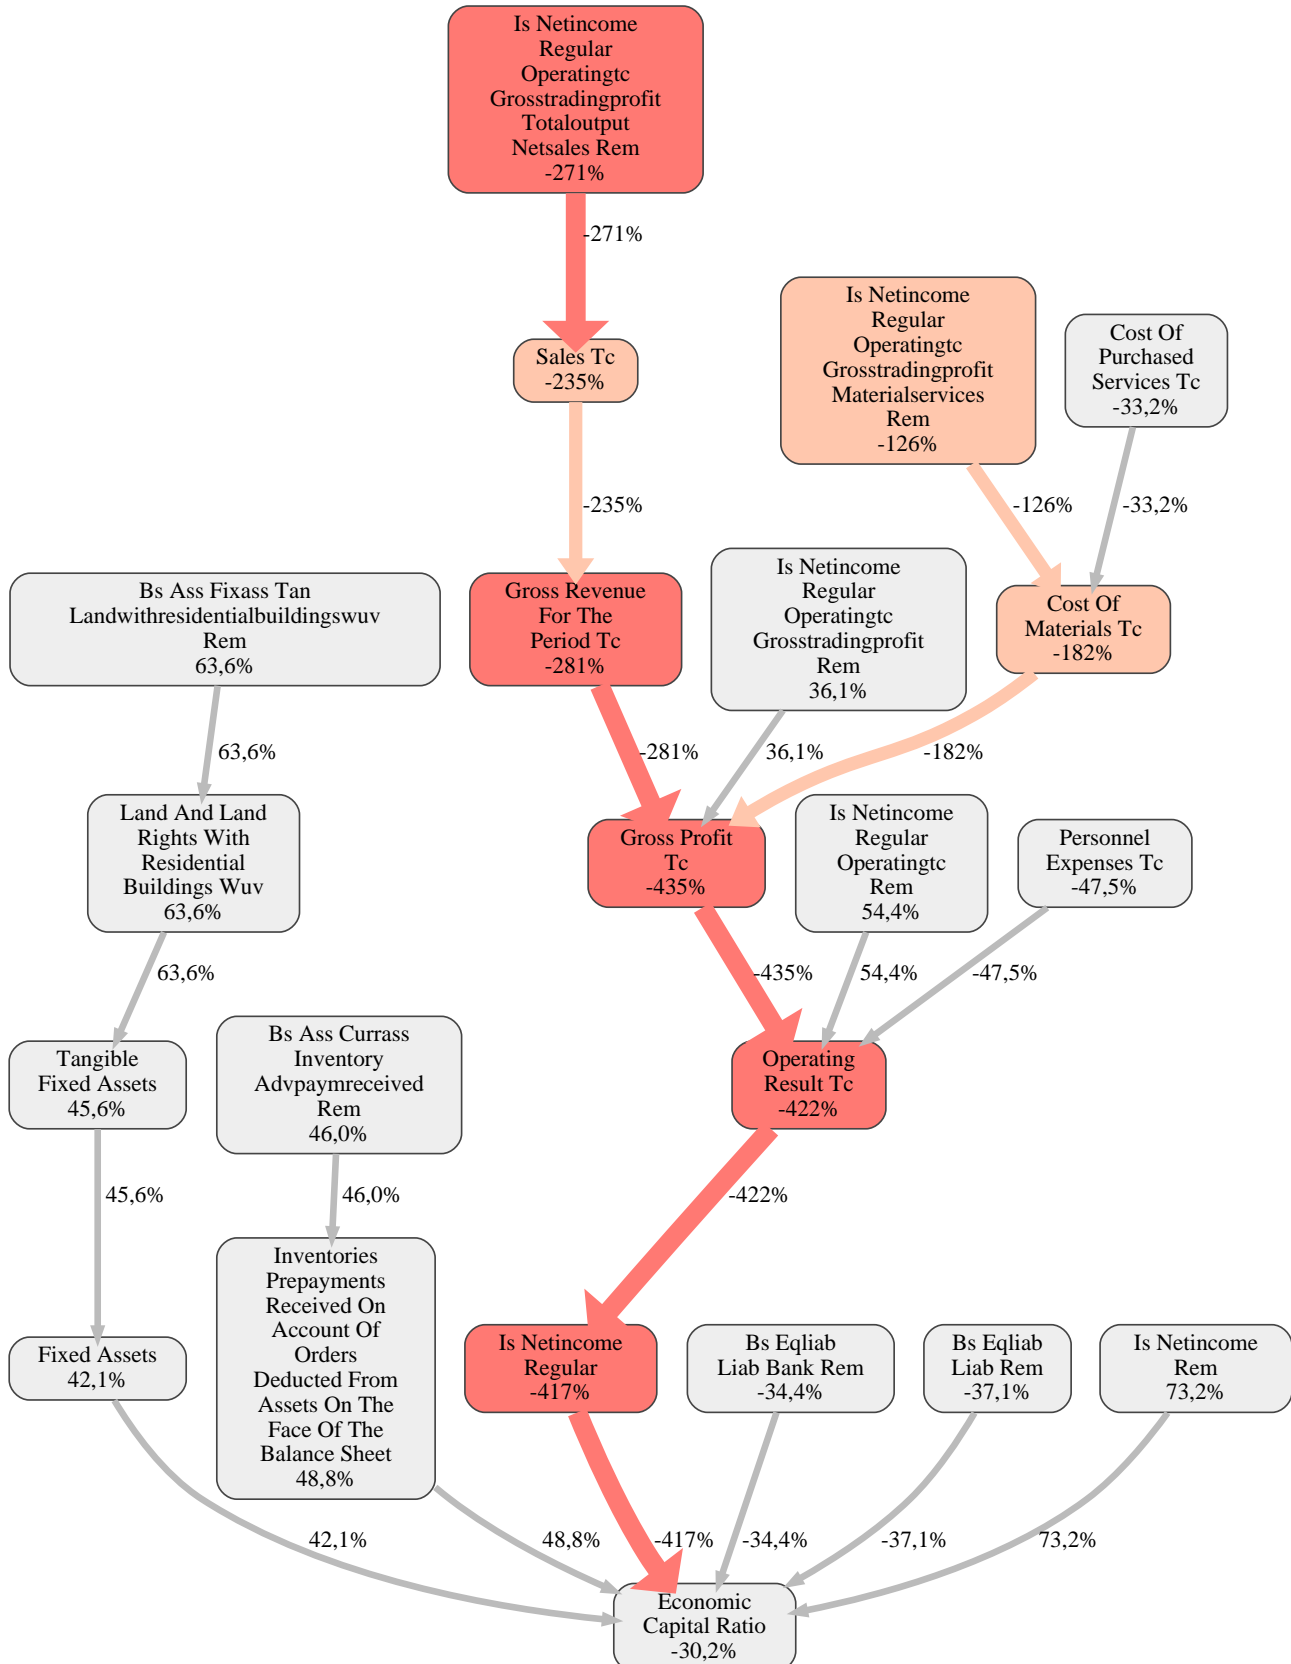 Is Netincome
Regular
Operatingtc
Grosstradingprofit
Totaloutput
Netsales Rem
-271%
-271%
Is Netincome
Regular
Operatingtc
Grosstradingprofit
Materialservices
Rem
-126%
Cost Of
Purchased
Services Tc
-33,2%
Sales Tc
-235%
-235%
-126%
-33,2%
Bs Ass Fixass Tan
Landwithresidentialbuildingswuv
Rem
63,6%
Gross Revenue
For The
Period Tc
-281%
Is Netincome
Regular
Operatingtc
Grosstradingprofit
Rem
36,1%
Cost Of
Materials Tc
-182%
63,6%
-281%
36,1%
-182%
Land And Land
Rights With
Residential
Buildings Wuv
63,6%
Gross Profit
Tc
-435%
Is Netincome
Regular
Operatingtc
Rem
54,4%
Personnel
Expenses Tc
-47,5%
63,6%
-435%
54,4%
-47,5%
Tangible
Fixed Assets
45,6%
Bs Ass Currass
Inventory
Advpaymreceived
Rem
46,0%
Operating
Result Tc
-422%
45,6%
46,0%
-422%
Fixed Assets
42,1%
Inventories
Prepayments
Received On
Account Of
Orders
Deducted From
Assets On The
Face Of The
Balance Sheet
48,8%
Is Netincome
Regular
-417%
Bs Eqliab
Liab Bank Rem
-34,4%
Bs Eqliab
Liab Rem
-37,1%
Is Netincome
Rem
73,2%
42,1%
48,8%
-417%
-34,4%
-37,1%
73,2%
Economic
Capital Ratio
-30,2%